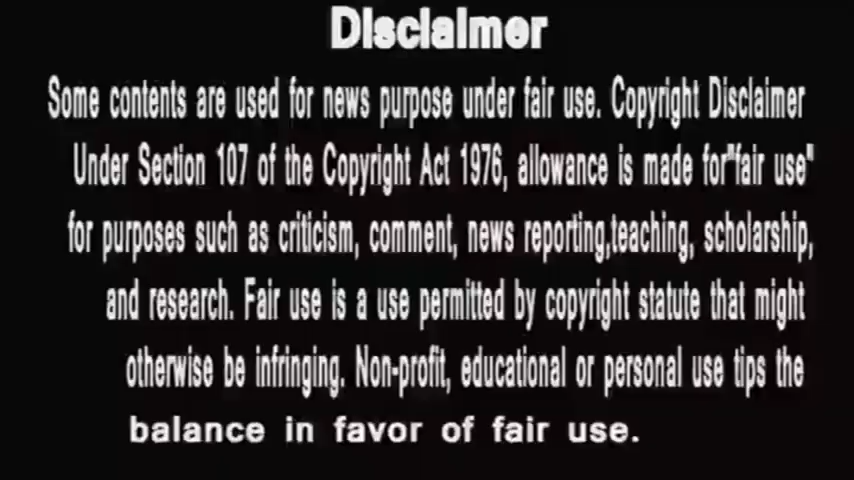 Disclaimer
Some contents are used for news purpose under fair use. Copyright Disclaimer
Under Section 107 of the Copyright Act 1976, allowance is made for"fair use"
for purposes such as criticism, comment, news reporting,teaching, scholarship,
and research. Fair use is a use permitted by copyright statute that might
otherwise be infringing. Non-profit, educational or personal use tips the
balance in favor of fair use.